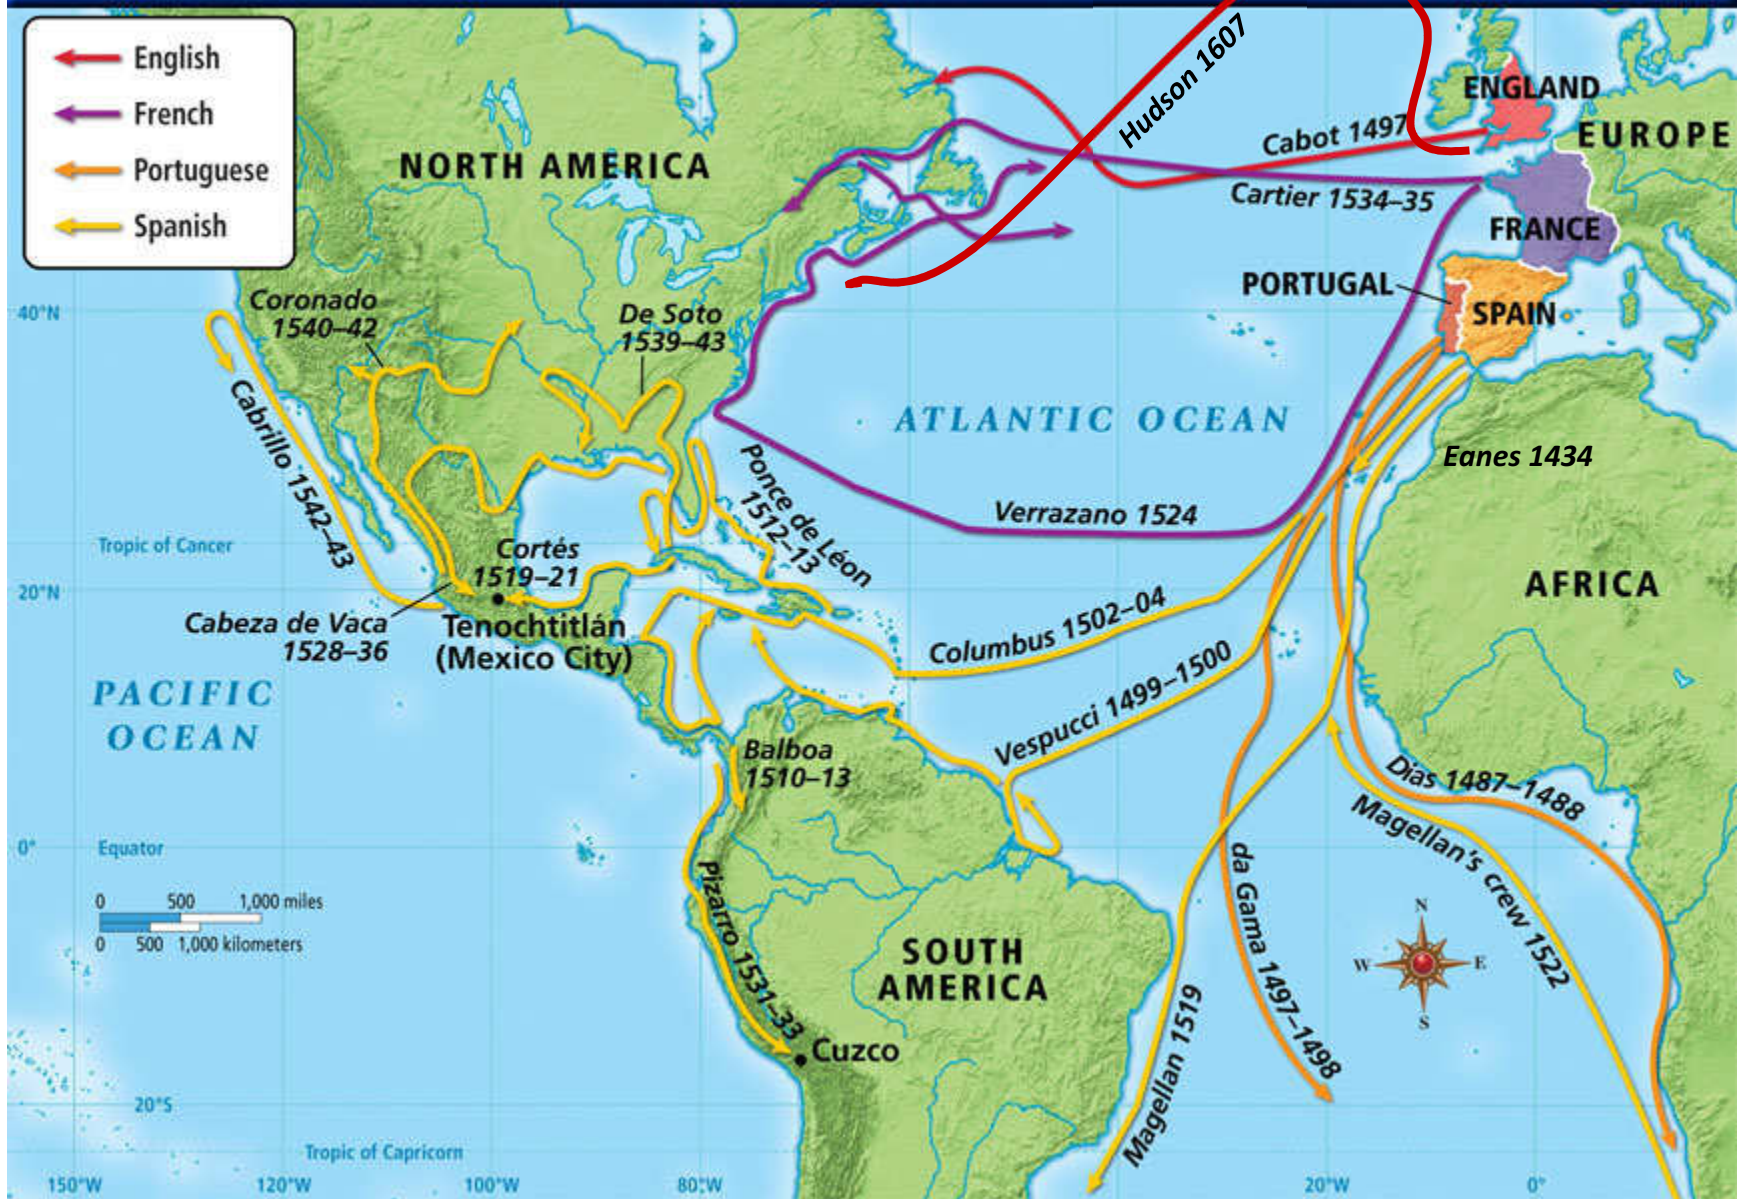 English
French
Portuguese
Spanish
Hudson 1607
ENGLAND
EUROPE
Cabot 1497
NORTH AMERICA
Cartier 1534–35
FRANCE
PORTUGAL
SPAIN
40°N
Coronado
1540–42
De Soto
1539–43
Cabrillo 1542–43
ATLANTIC OCEAN
Eanes 1434
Ponce de Léon
1512–13
Verrazano 1524
Tropic of Cancer
Cortés
1519–21
20°N
AFRICA
Cabeza de Vaca
1528–36
Tenochtitlán
(Mexico City)
Columbus 1502–04
Vespucci 1499–1500
PACIFIC
OCEAN
Balboa
1510–13
Dias 1487–1488
Magellan's crew 1522
0°
Equator
da Gama 1497–1498
Pizarro 1531–33
0 500 1,000 miles
0 500 1,000 kilometers
SOUTH
AMERICA
N
W
E
S
Magellan 1519
Cuzco
20°S
Tropic of Capricorn
150°W
120°W
100°W
80°W
20°W
0°